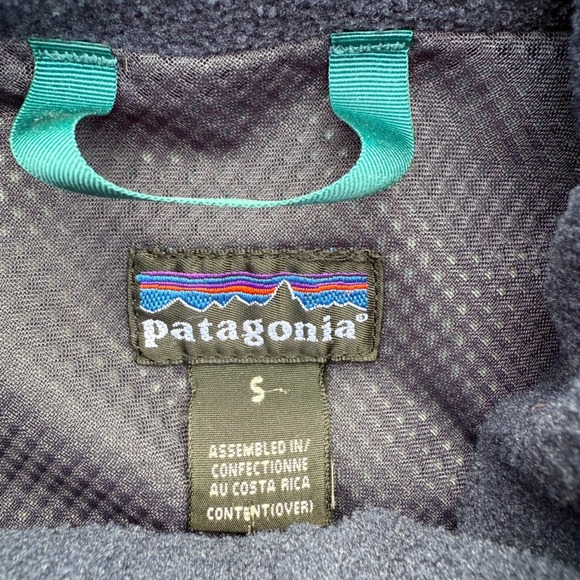 patagonia®
S
ASSEMBLED IN/
CONFECTIONNE
AU COSTA RICA
CONTENT(OVER)